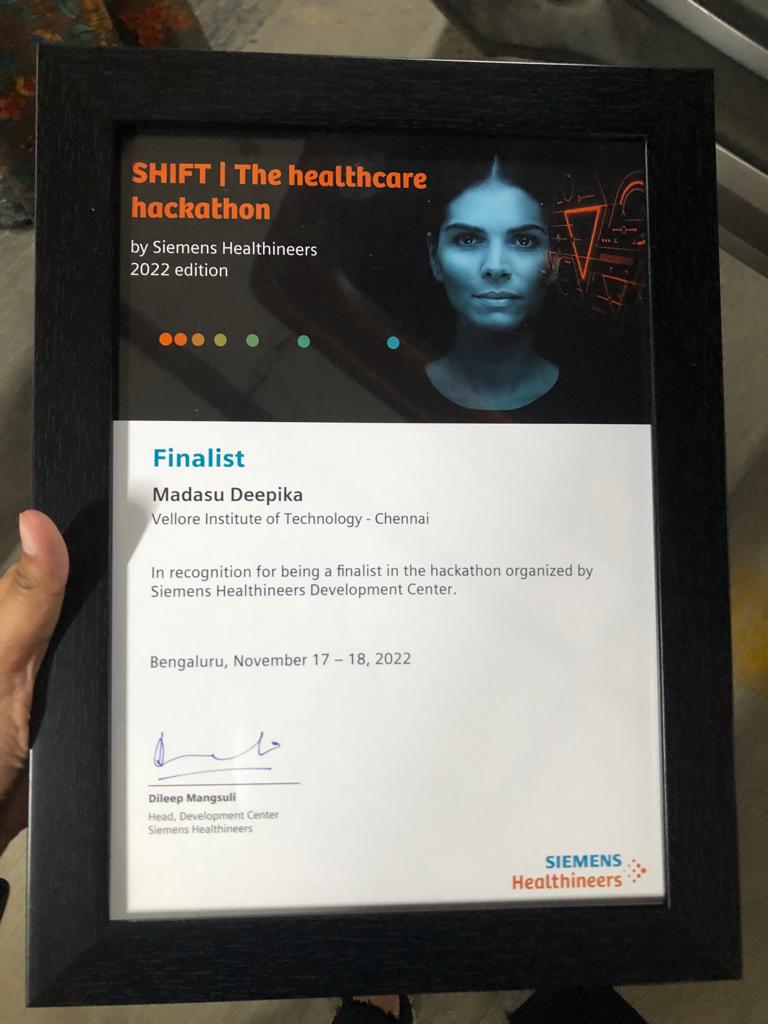 SHIFT | The healthcare
hackathon
by Siemens Healthineers
2022 edition
Finalist
Madasu Deepika
Vellore Institute of Technology - Chennai
In recognition for being a finalist in the hackathon organized by
Siemens Healthineers Development Center.
Bengaluru, November 17 – 18, 2022
Dileep Mangsuli
Head, Development Center
Siemens Healthineers
SIEMENS
Healthineers